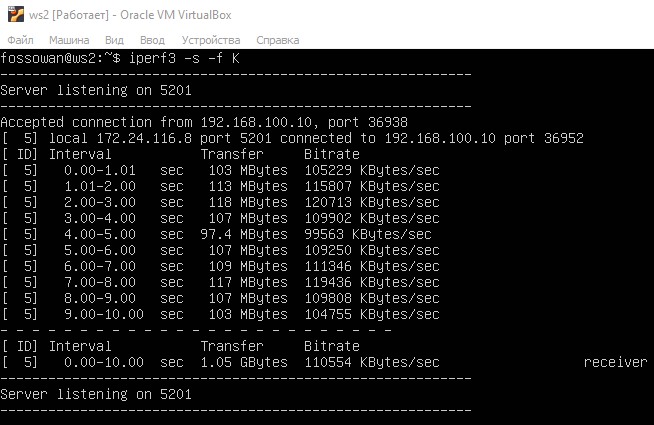 ws2 [Работает] - Oracle VM VirtualBox
Файл Машина Вид Ввод Устройства Справка
fossowan@ws2:~$ iperf3 -s -f K
-----------------------------------------------------------
Server listening on 5201
-----------------------------------------------------------
Accepted connection from 192.168.100.10, port 36938
[  5] local 172.24.116.8 port 5201 connected to 192.168.100.10 port 36952
[ ID] Interval           Transfer     Bitrate
[  5]   0.00-1.01   sec   103 MBytes  105229 KBytes/sec
[  5]   1.01-2.00   sec   113 MBytes  115807 KBytes/sec
[  5]   2.00-3.00   sec   118 MBytes  120713 KBytes/sec
[  5]   3.00-4.00   sec   107 MBytes  109902 KBytes/sec
[  5]   4.00-5.00   sec  97.4 MBytes  99563 KBytes/sec
[  5]   5.00-6.00   sec   107 MBytes  109250 KBytes/sec
[  5]   6.00-7.00   sec   109 MBytes  111346 KBytes/sec
[  5]   7.00-8.00   sec   117 MBytes  119436 KBytes/sec
[  5]   8.00-9.00   sec   107 MBytes  109808 KBytes/sec
[  5]   9.00-10.00  sec   103 MBytes  104755 KBytes/sec
- - - - - - - - - - - - - - - - - - - - - - - - -
[ ID] Interval           Transfer     Bitrate
[  5]   0.00-10.00  sec  1.05 GBytes  110554 KBytes/sec                  receiver
-----------------------------------------------------------
Server listening on 5201
-----------------------------------------------------------